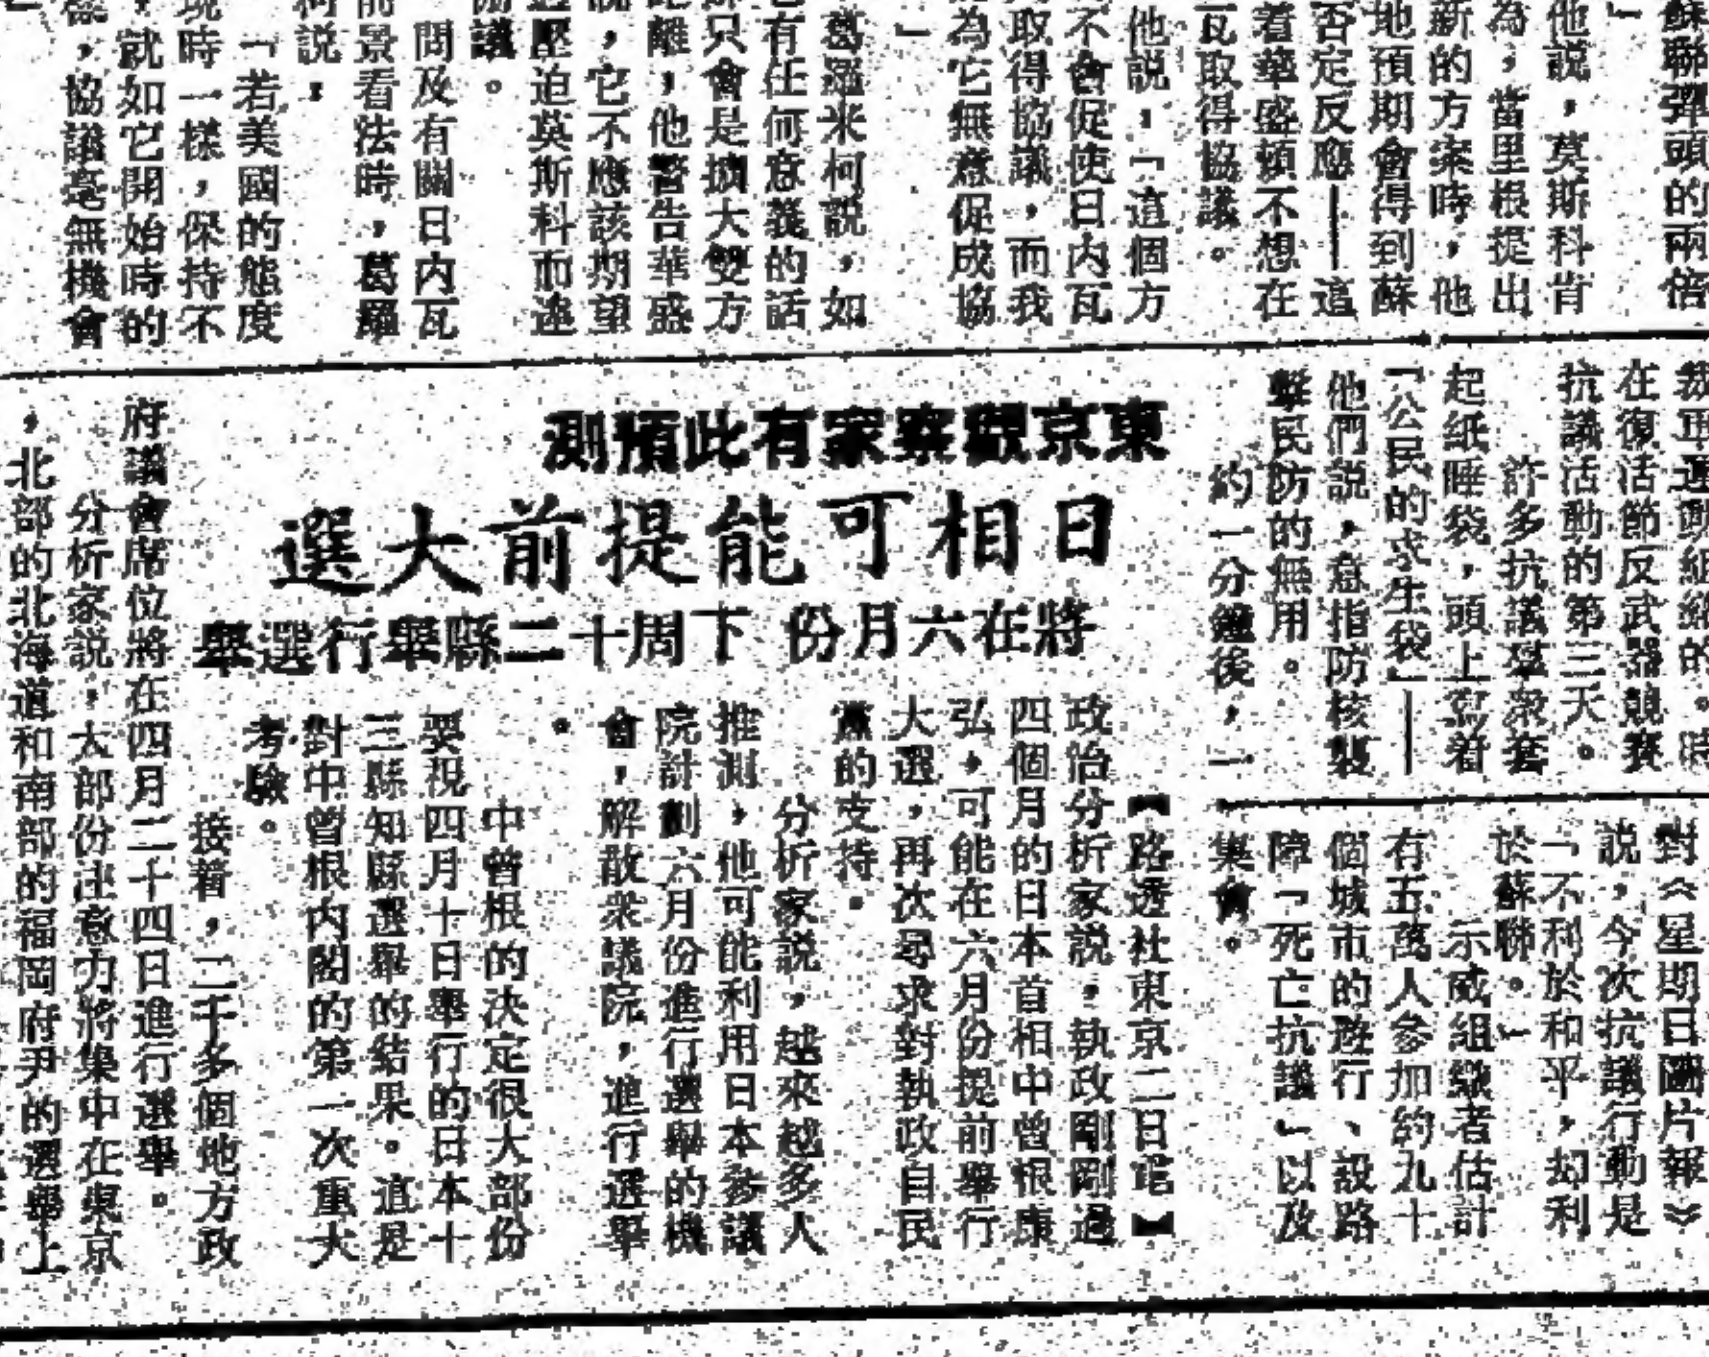 蘇聯彈頭的兩倍
」
他說，莫斯科肯
為，當里根提出
新的方案時，他
地預期會得到蘇
否定反應——這
着華盛頓不想在
瓦取得協議。
他說，「這個方
不會促使日內瓦
取得協議，而我
為它無意促成協
」
葛羅米柯說，如
有任何意義的話
只會是擴大雙方
離，他警告華盛
，它不應該期望
壓迫莫斯科而達
協議。
問及有關日內瓦
前景看法時，葛羅
柯說，
「若美國的態度
現時一樣，保持不
，就如它開始時的
樣，協議毫無機會
裁軍運動組織的。時
在復活節反武器競賽
抗議活動的第三天。
許多抗議羣眾套
起紙睡袋，頭上寫着
「公民的求生袋」——
他們說，意指防核襲
擊民防的無用。
約一分鐘後，一
對《星期日圖片報》
說，今次抗議行動是
「不利於和平，却利
於蘇聯。」
示威組織者估計
有五萬人參加約九十
個城市的遊行、設路
障「死亡抗議」以及
集會。
東京觀察家有此預測
日相可能提前大選
將在六月份 下周十二縣舉行選舉
【路透社東京二日電】
政治分析家說，執政剛剛過
四個月的日本首相中曾根康
弘，可能在六月份提前舉行
大選，再次尋求對執政自民
黨的支持。
分析家說，越來越多人
推測，他可能利用日本參議
院計劃六月份進行選舉的機
會，解散衆議院，進行選舉
。
中曾根的決定很大部份
要視四月十日舉行的日本十
三縣知縣選舉的結果。這是
對中曾根內閣的第一次重大
考驗。
接着，二千多個地方政
府議會席位將在四月二十四日進行選舉。
分析家說，大部份注意力將集中在東京
，北部的北海道和南部的福岡府尹的選舉上